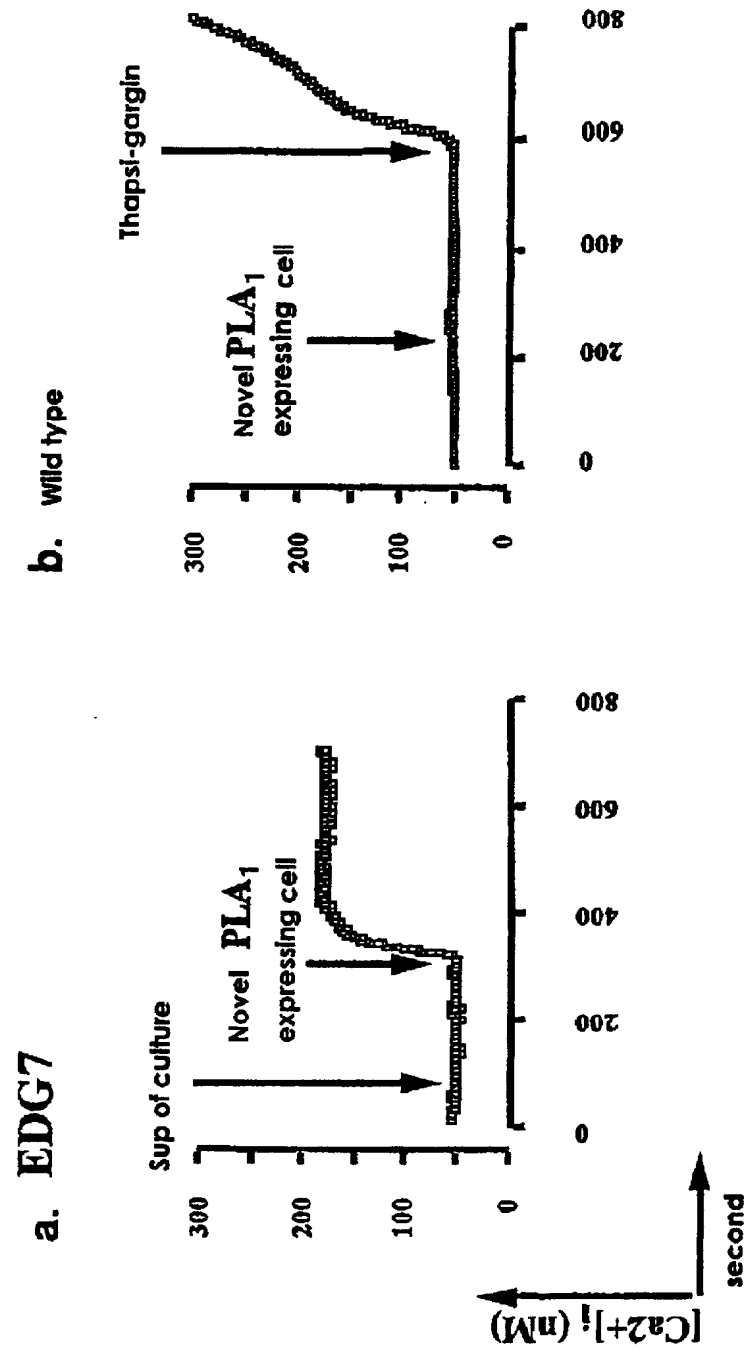 a. EDG7
Sup of culture
Novel PLA1
expressing cell
300
200
100
0
0
200
400
600
800
[Ca2+]i (nM)
second
b. Wild type
Thapsi-gargin
Novel PLA1
expressing cell
300
200
100
0
0
200
400
600
800